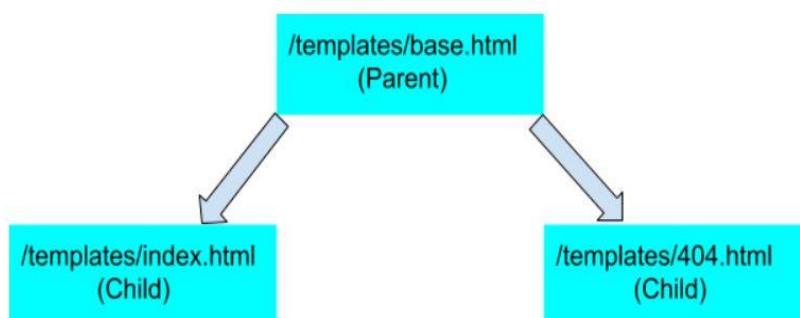 /templates/base.html
(Parent)
/templates/index.html
(Child)
/templates/404.html
(Child)